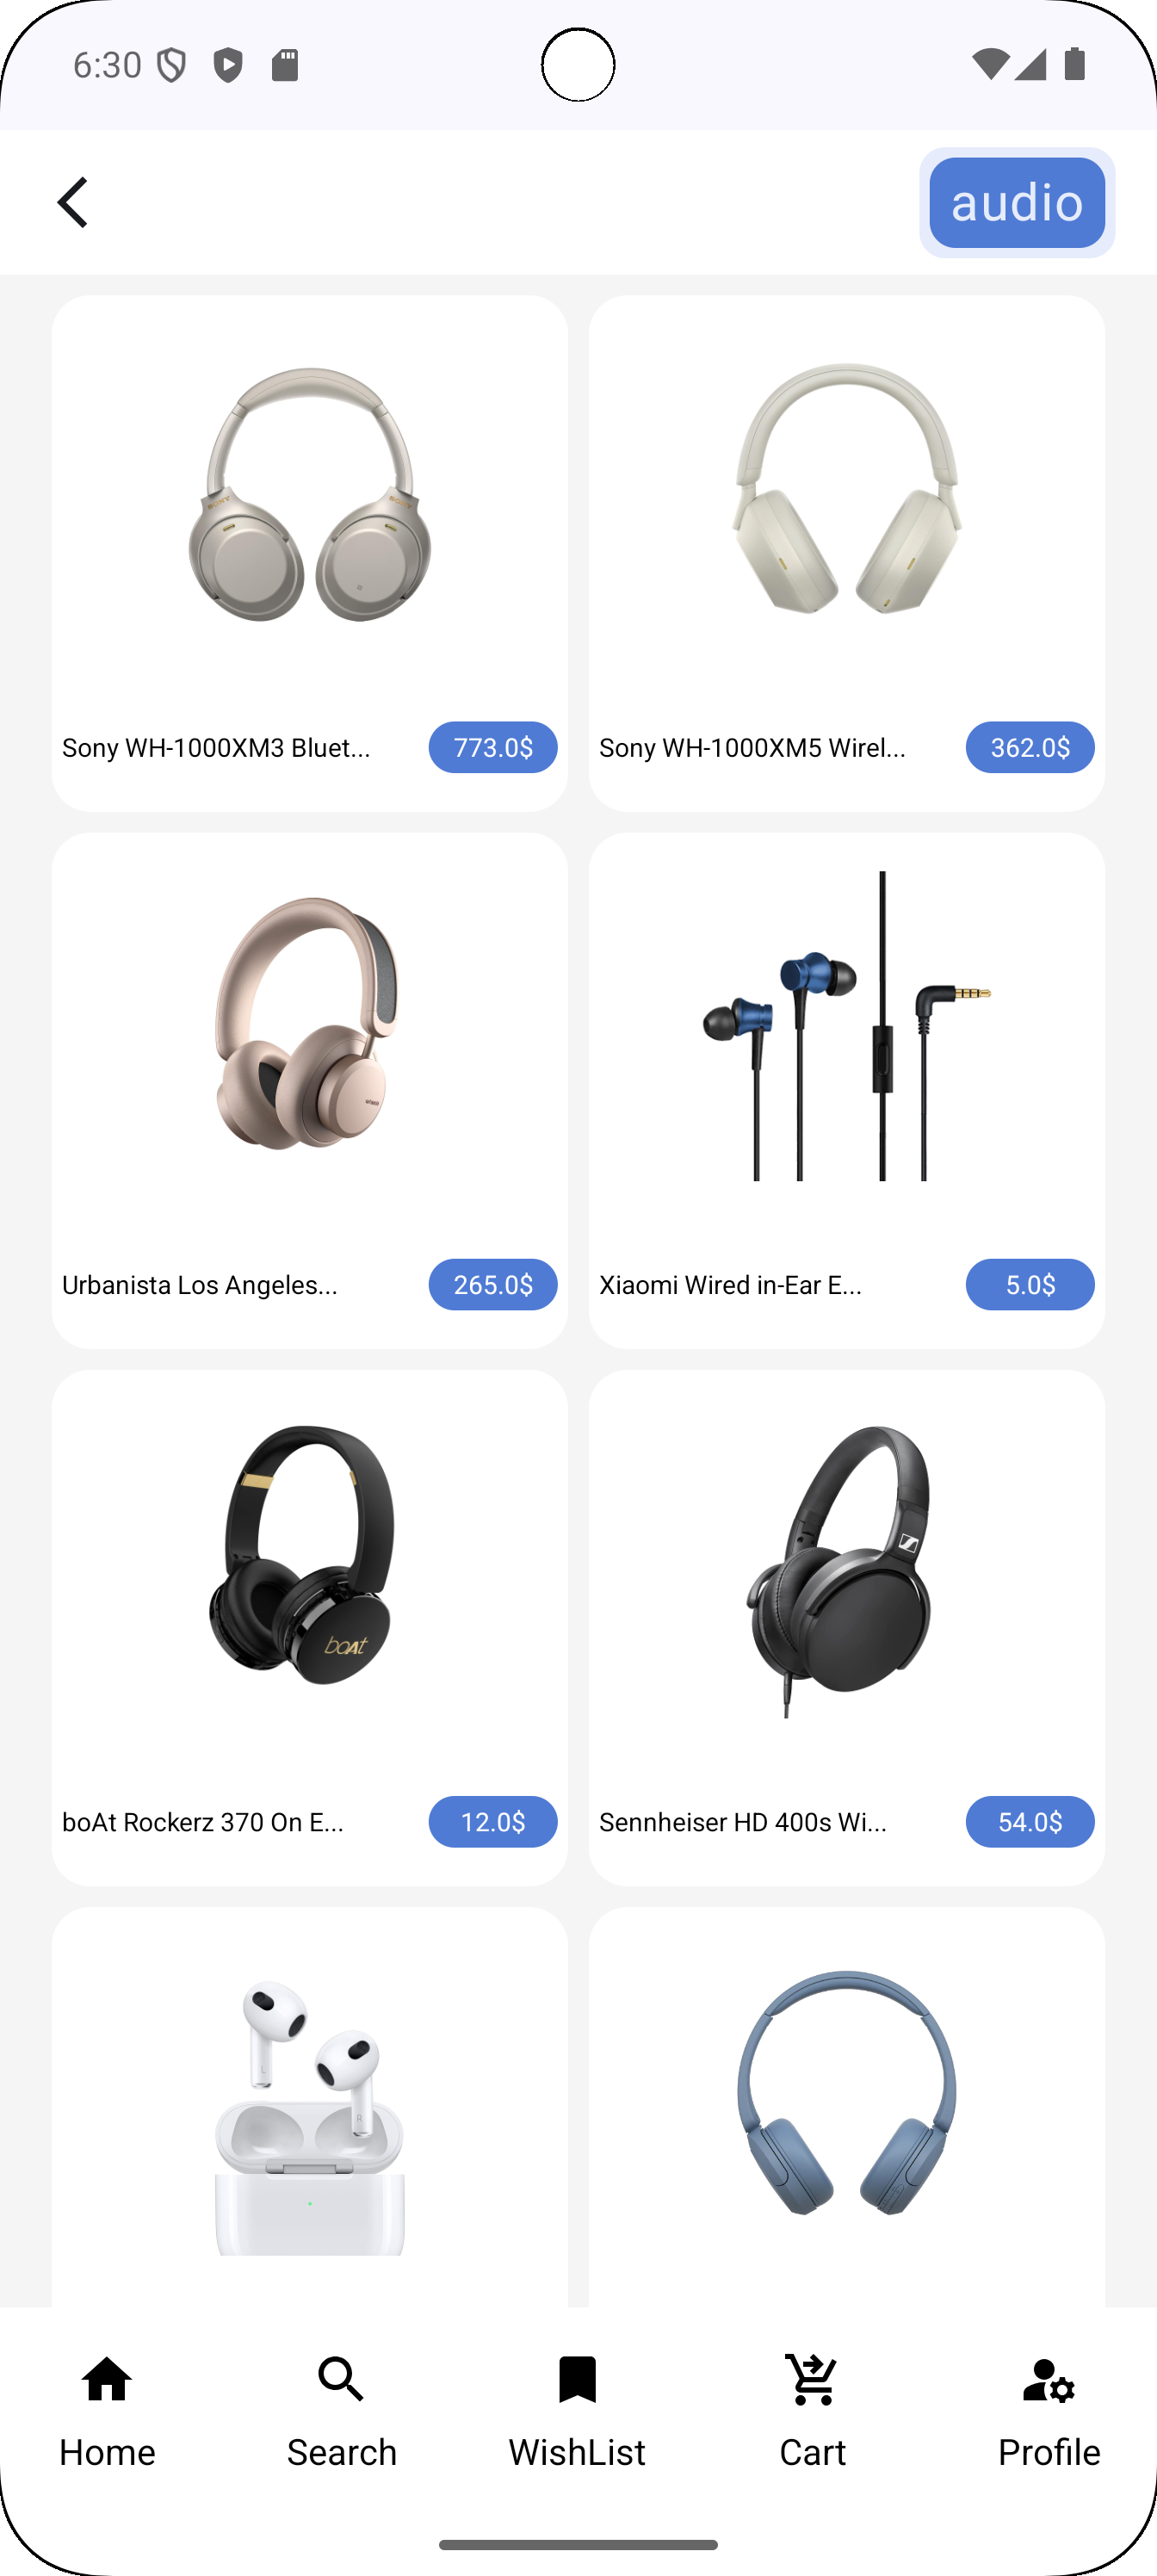 6:30
audio
Sony WH-1000XM3 Bluet...
773.0$
Sony WH-1000XM5 Wirel...
362.0$
Urbanista Los Angeles...
265.0$
Xiaomi Wired in-Ear E...
5.0$
boAt
boAt Rockerz 370 On E...
12.0$
Sennheiser HD 400s Wi...
54.0$
Home
Search
WishList
Cart
Profile